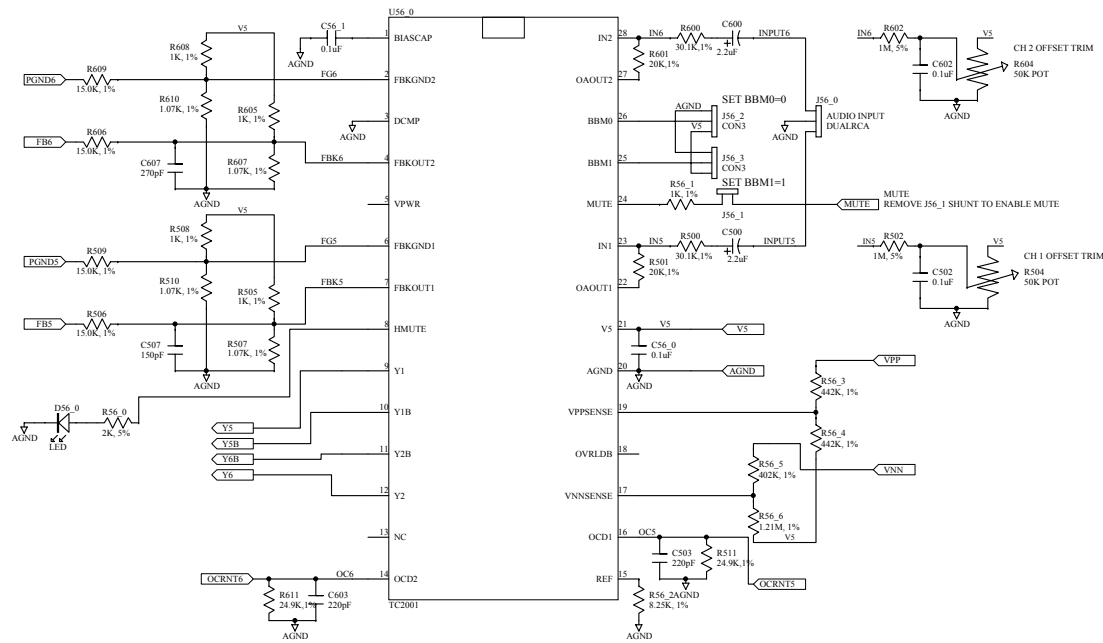 U56_0
TC2001
1 BIASCAP
2 FBKGND2
3 DCMP
4 FBKOUT2
5 VPWR
6 FBKGND1
7 FBKOUT1
8 HMUTE
9 Y1
10 Y1B
11 Y2B
12 Y2
13 NC
14 OCD2
IN2 28
OAOUT2 27
BBM0 26
BBM1 25
MUTE 24
IN1 23
OAOUT1 22
V5 21
AGND 20
VPPSENSE 19
OVRLDB 18
VNNSENSE 17
OCD1 16
REF 15
C56_1
0.1uF
AGND
V5
R608
1K, 1%
PGND6
R609
15.0K, 1%
FG6
R610
1.07K, 1%
R605
1K, 1%
AGND
FB6
R606
15.0K, 1%
C607
270pF
R607
1.07K, 1%
FBK6
AGND
V5
R508
1K, 1%
PGND5
R509
15.0K, 1%
FG5
R510
1.07K, 1%
R505
1K, 1%
FBK5
FB5
R506
15.0K, 1%
C507
150pF
R507
1.07K, 1%
AGND
D56_0
LED
AGND
R56_0
2K, 5%
Y5
Y5B
Y6B
Y6
OCRNT6
OC6
R611
24.9K,1%
C603
220pF
AGND
IN6
R600
30.1K,1%
C600
2.2uF
INPUT6
R601
20K,1%
AGND
V5
SET BBM0=0
J56_2
CON3
J56_3
CON3
SET BBM1=1
AGND
J56_0
AUDIO INPUT
DUALRCA
R56_1
1K, 1%
J56_1
MUTE
MUTE
REMOVE J56_1 SHUNT TO ENABLE MUTE
IN5
R500
30.1K,1%
C500
2.2uF
INPUT5
R501
20K,1%
IN6
R602
1M, 5%
V5
CH 2 OFFSET TRIM
C602
0.1uF
R604
50K POT
AGND
IN5
R502
1M, 5%
V5
CH 1 OFFSET TRIM
C502
0.1uF
R504
50K POT
AGND
V5
V5
C56_0
0.1uF
AGND
AGND
VPP
R56_3
442K, 1%
R56_4
442K, 1%
R56_5
402K, 1%
VNN
R56_6
1.21M, 1%
V5
OC5
C503
220pF
R511
24.9K,1%
AGND
OCRNT5
R56_2
8.25K, 1%
AGND